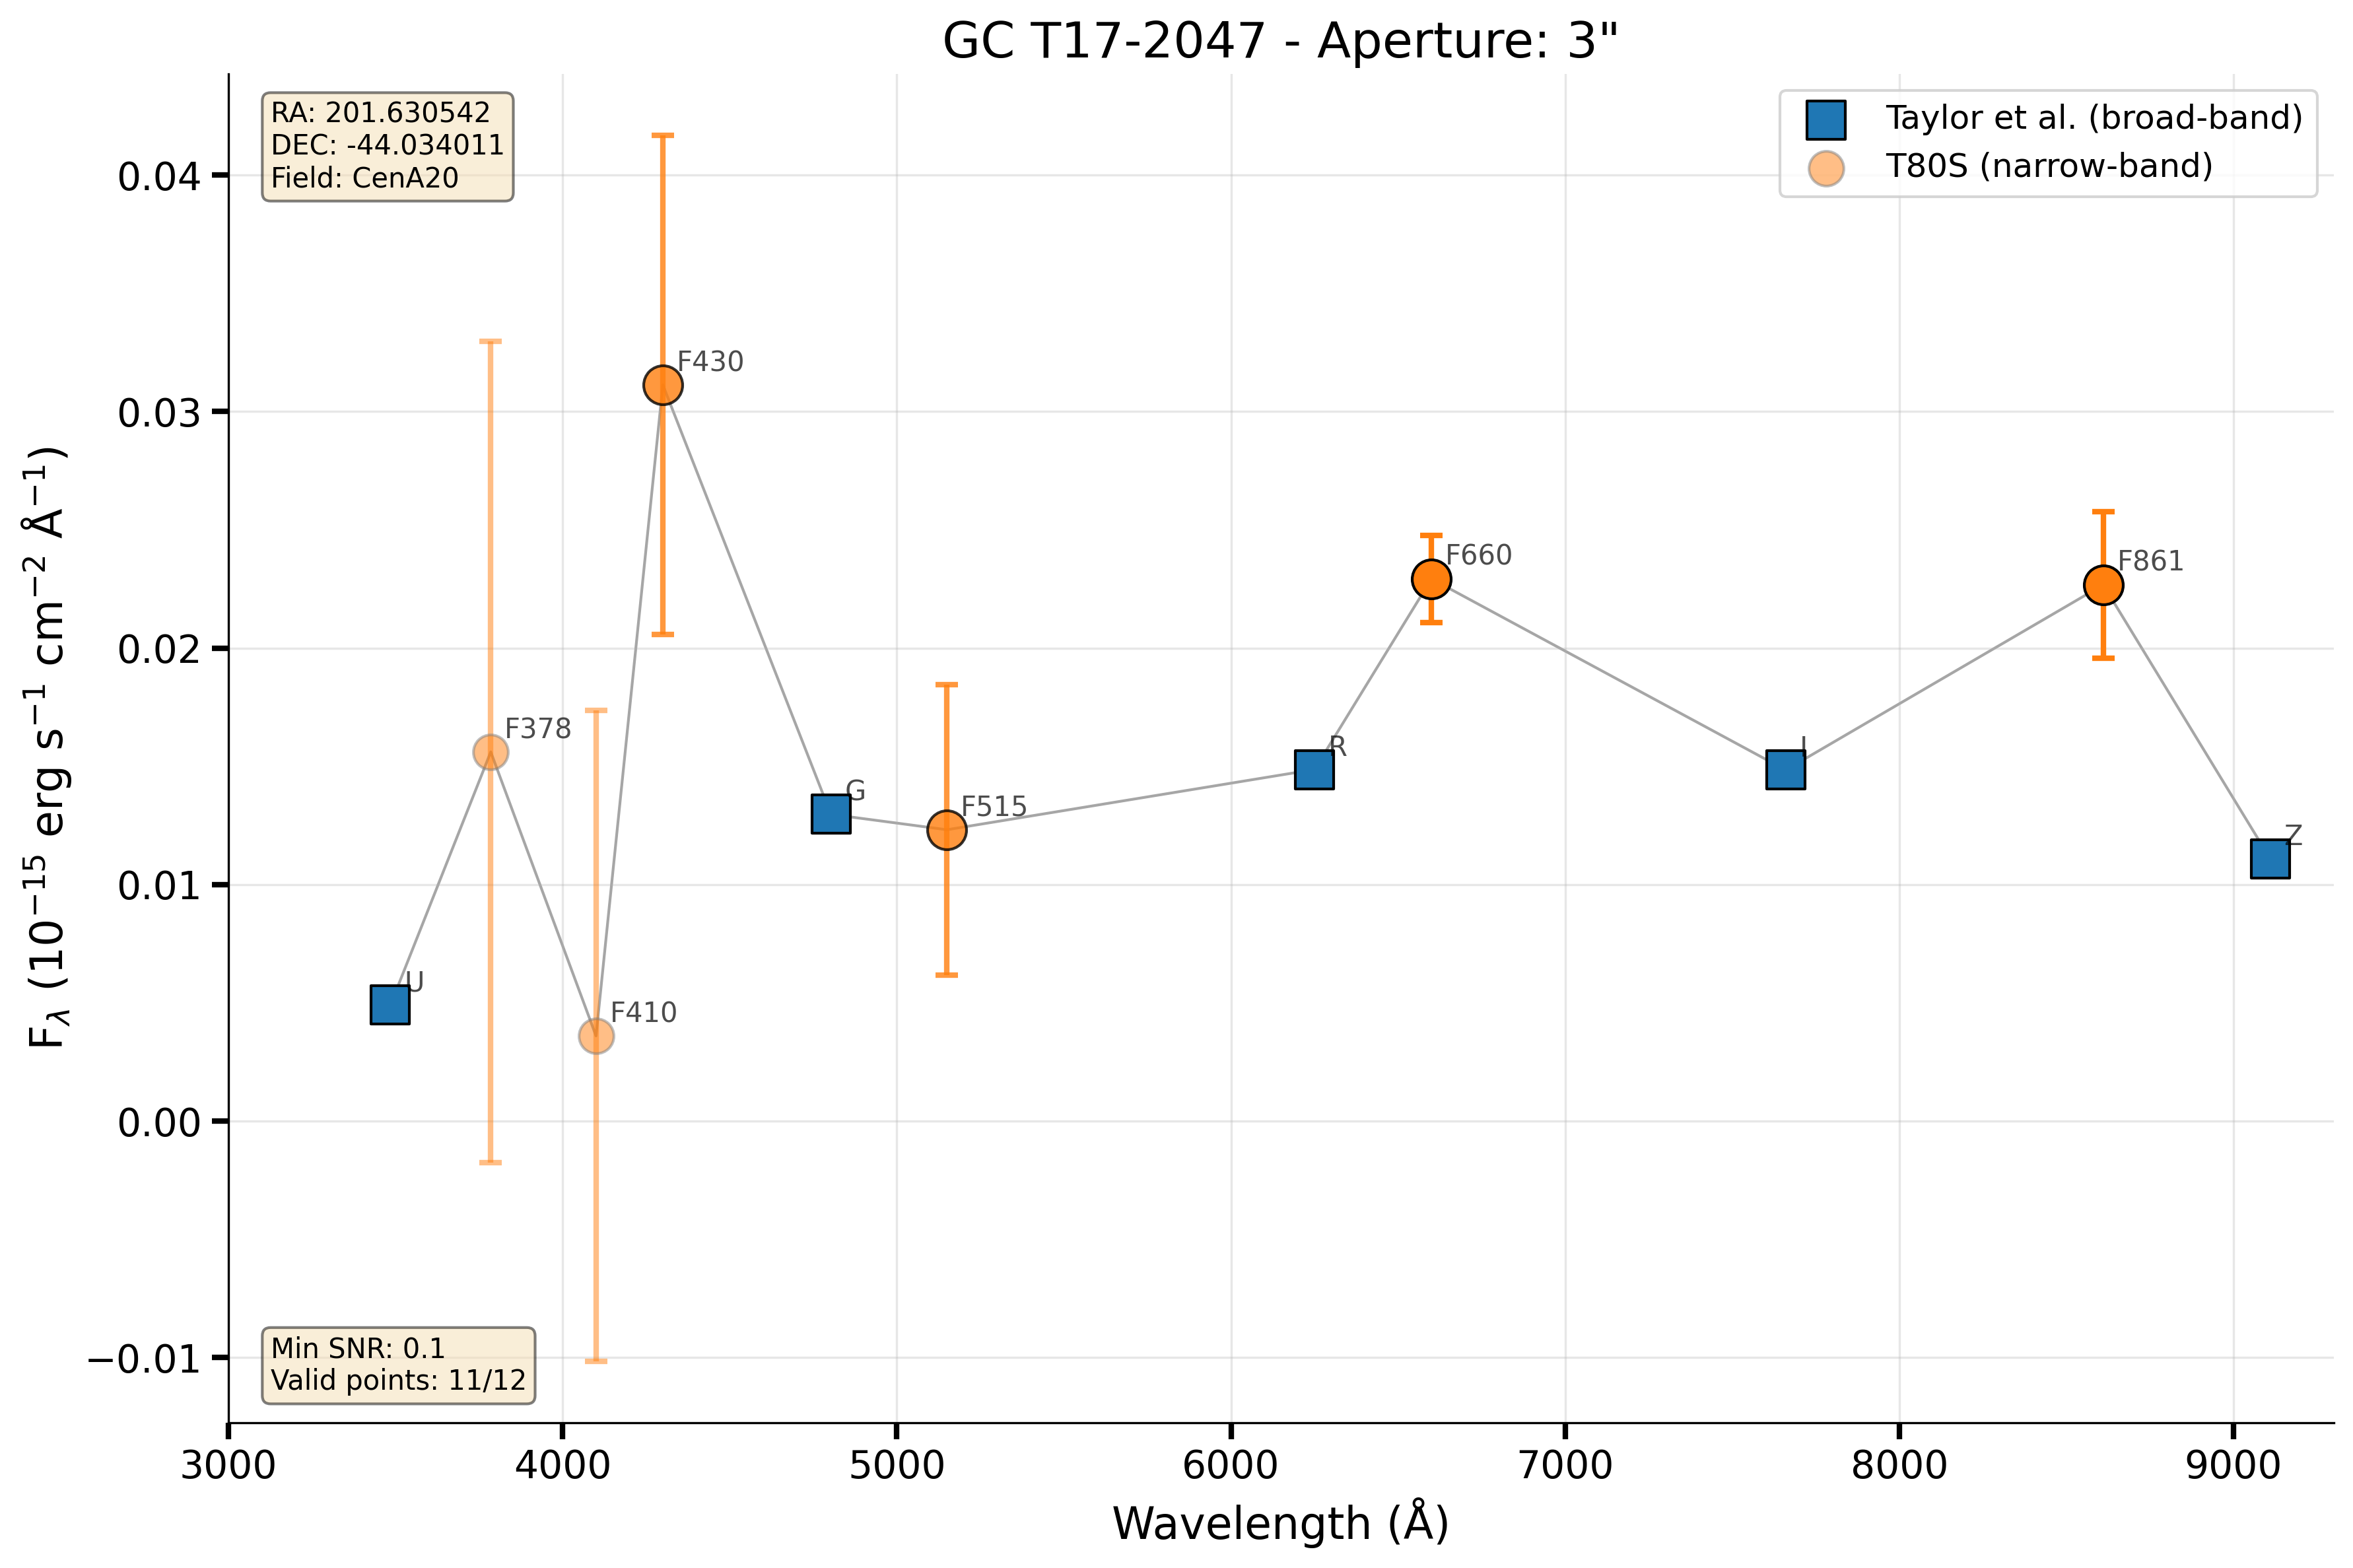 GC T17-2047 - Aperture: 3"
RA: 201.630542
DEC: -44.034011
Field: CenA20
Taylor et al. (broad-band)
T80S (narrow-band)
0.04
0.03
0.02
0.01
0.00
−0.01
F430
F660
F861
F378
R
I
G
F515
Z
U
F410
Min SNR: 0.1
Valid points: 11/12
3000 4000 5000 6000 7000 8000 9000
Wavelength (Å)
Fλ (10⁻¹⁵ erg s⁻¹ cm⁻² Å⁻¹)